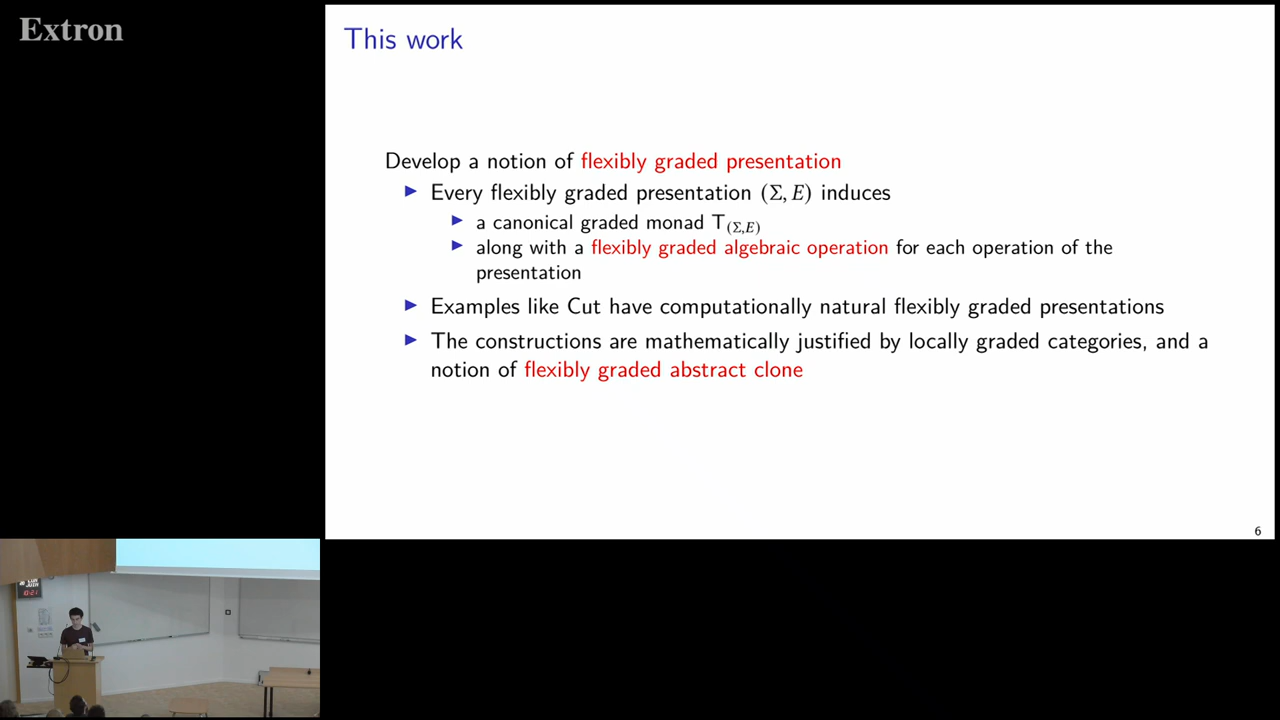 Extron
This work
Develop a notion of flexibly graded presentation
▶ Every flexibly graded presentation (Σ, E) induces
▶ a canonical graded monad T(Σ,E)
▶ along with a flexibly graded algebraic operation for each operation of the
presentation
▶ Examples like Cut have computationally natural flexibly graded presentations
▶ The constructions are mathematically justified by locally graded categories, and a
notion of flexibly graded abstract clone
6